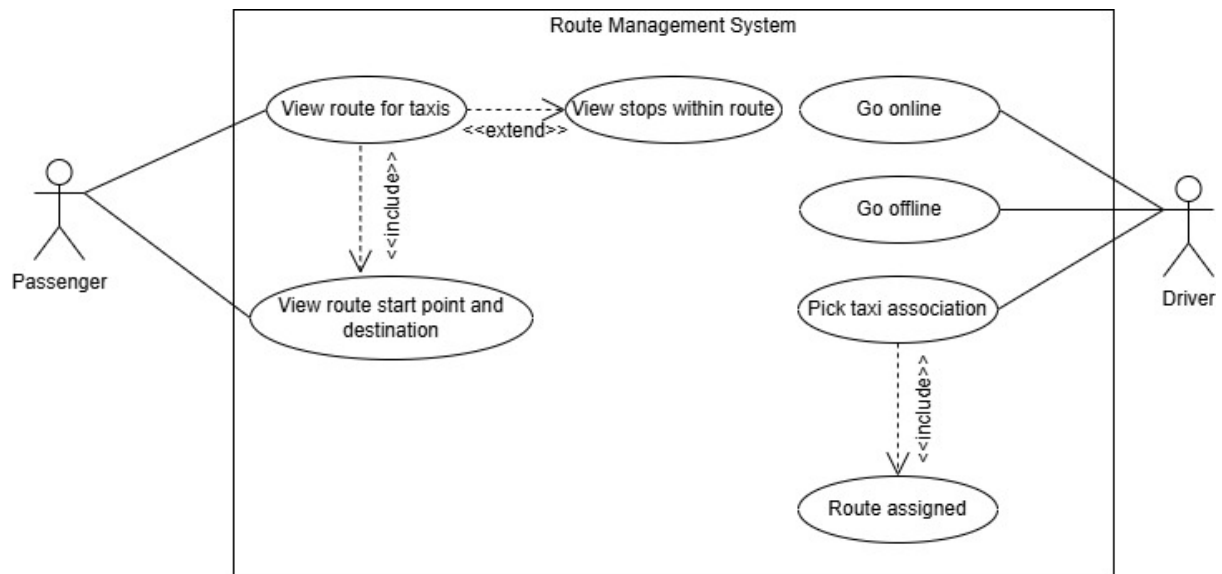 Route Management System
View route for taxis
<<extend>>
View stops within route
Go online
<<include>>
Go offline
Passenger
View route start point and
destination
Pick taxi association
Driver
<<include>>
Route assigned